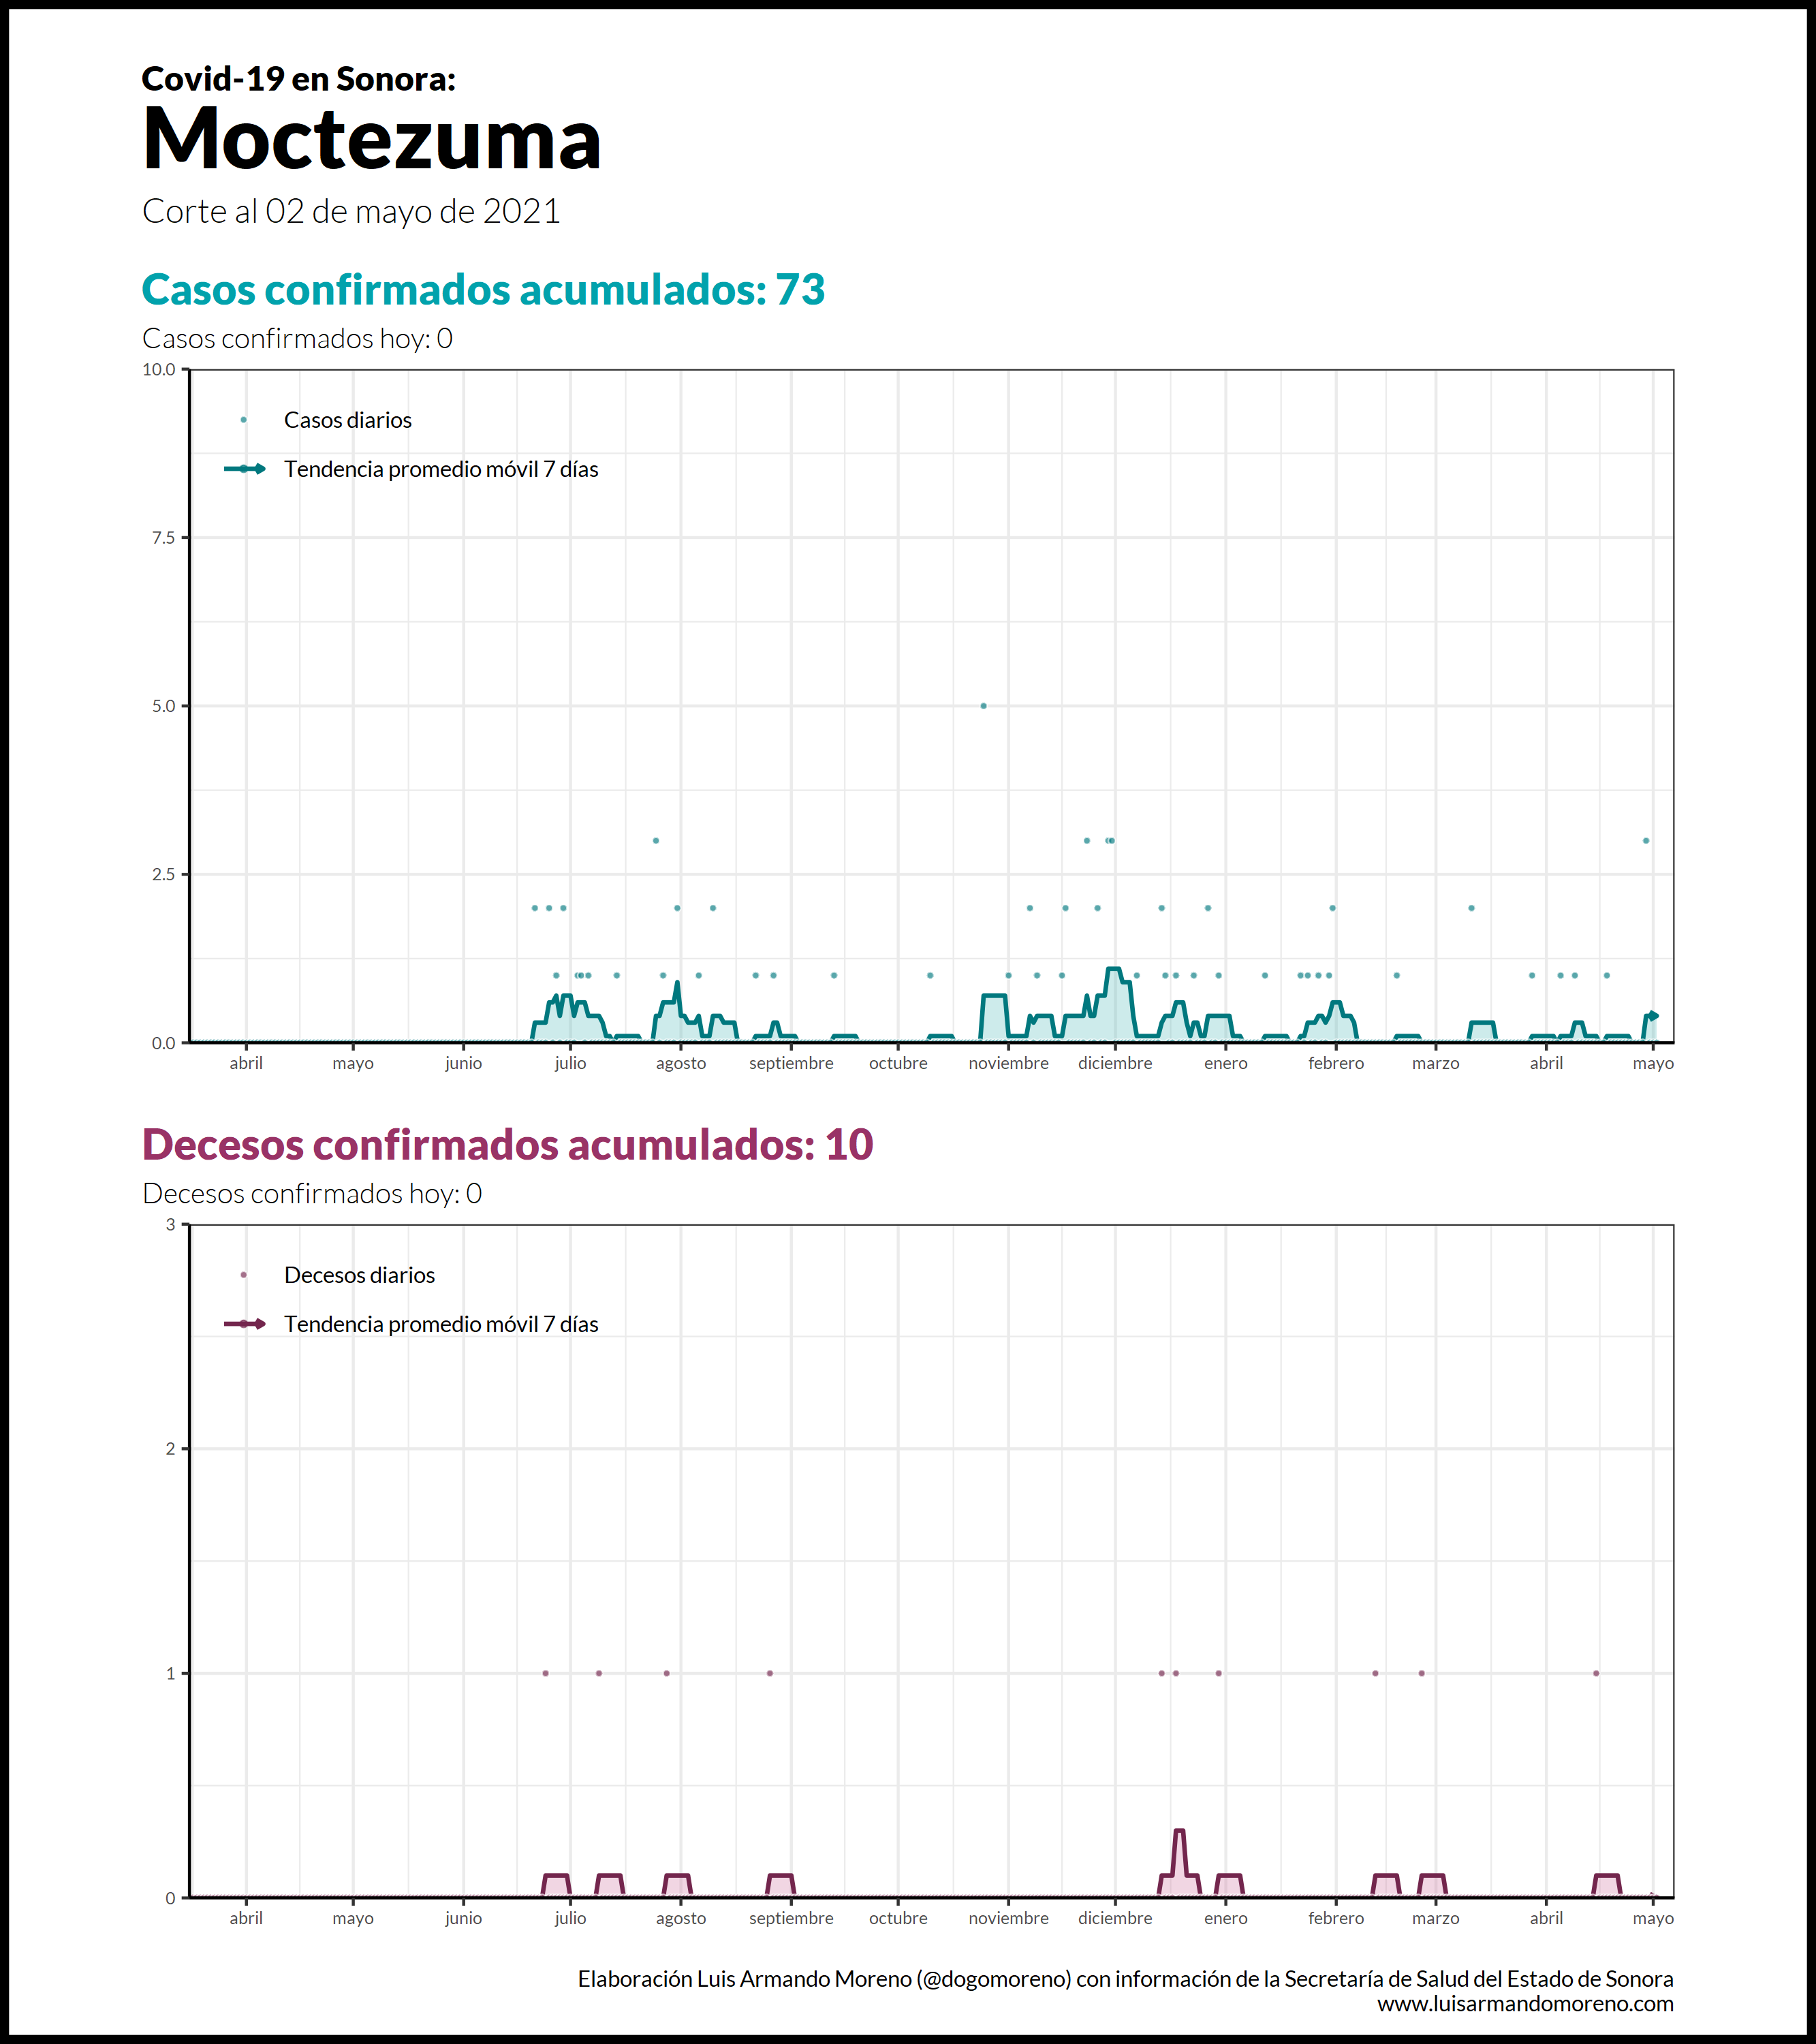 Covid-19 en Sonora:
Moctezuma
Corte al 02 de mayo de 2021
Casos confirmados acumulados: 73
Casos confirmados hoy: 0
10.0
Casos diarios
Tendencia promedio móvil 7 días
7.5
5.0
2.5
0.0
abril mayo junio julio agosto septiembre octubre noviembre diciembre enero febrero marzo abril mayo
Decesos confirmados acumulados: 10
Decesos confirmados hoy: 0
3
Decesos diarios
Tendencia promedio móvil 7 días
2
1
0
abril mayo junio julio agosto septiembre octubre noviembre diciembre enero febrero marzo abril mayo
Elaboración Luis Armando Moreno (@dogomoreno) con información de la Secretaría de Salud del Estado de Sonora
www.luisarmandomoreno.com